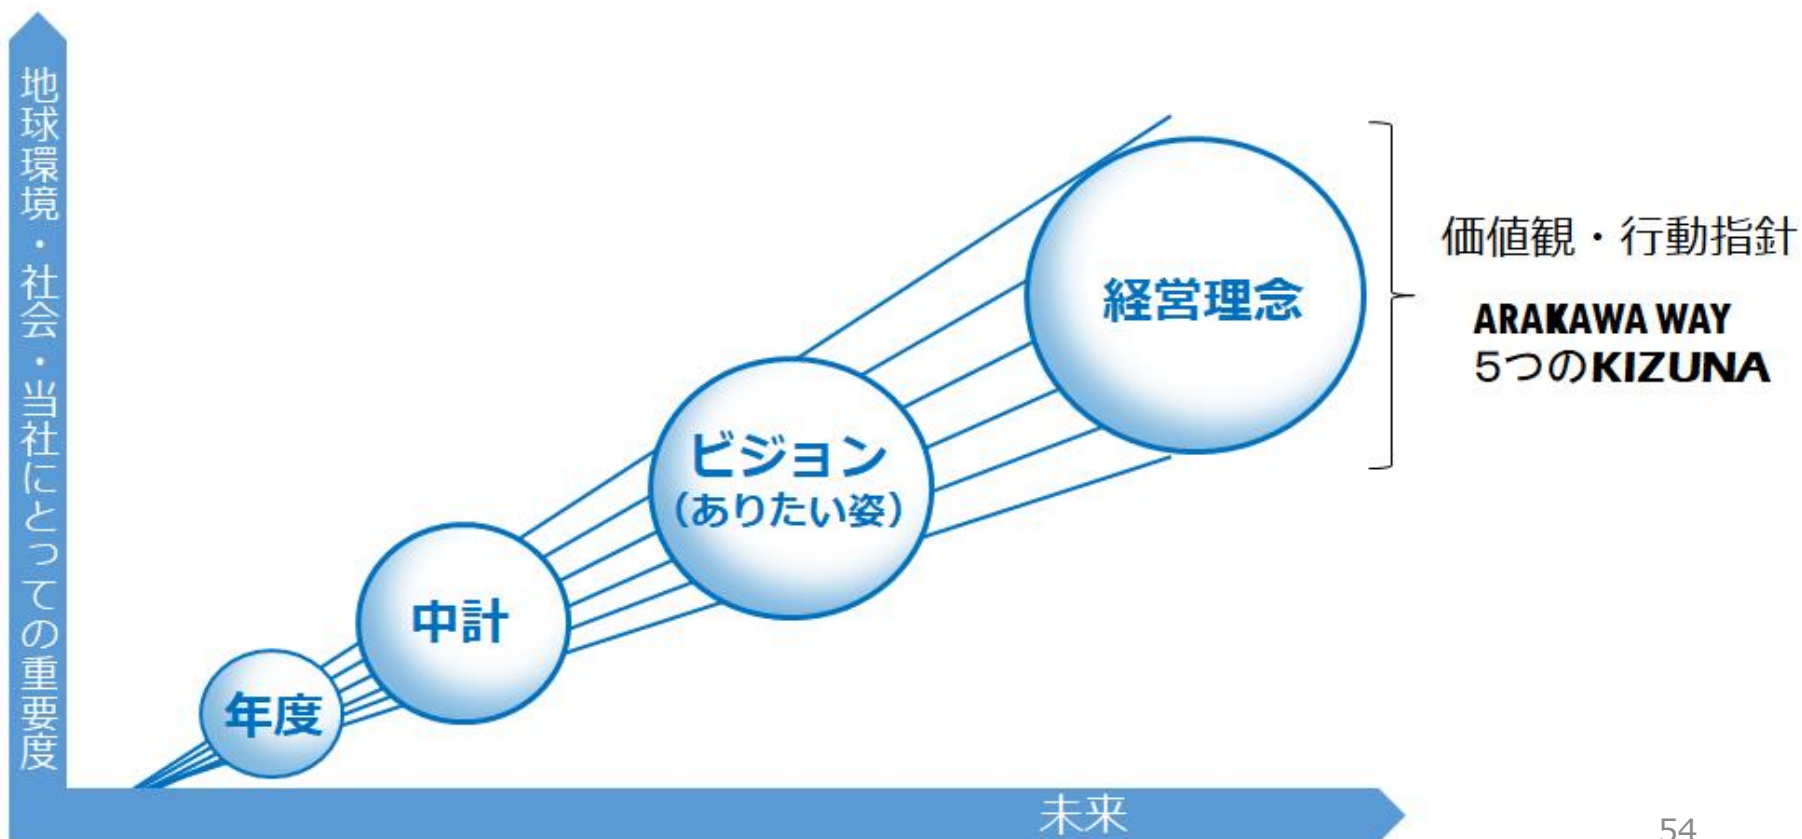 地球環境・社会・当社にとっての重要度
経営理念
価値観・行動指針
ARAKAWA WAY
5つのKIZUNA
ビジョン
（ありたい姿）
中計
年度
未来
54